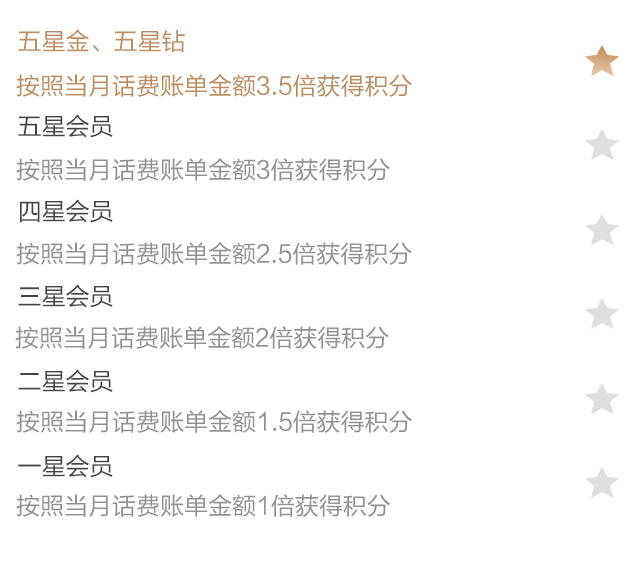 五星金、五星钻
按照当月话费账单金额3.5倍获得积分
五星会员
按照当月话费账单金额3倍获得积分
四星会员
按照当月话费账单金额2.5倍获得积分
三星会员
按照当月话费账单金额2倍获得积分
二星会员
按照当月话费账单金额1.5倍获得积分
一星会员
按照当月话费账单金额1倍获得积分